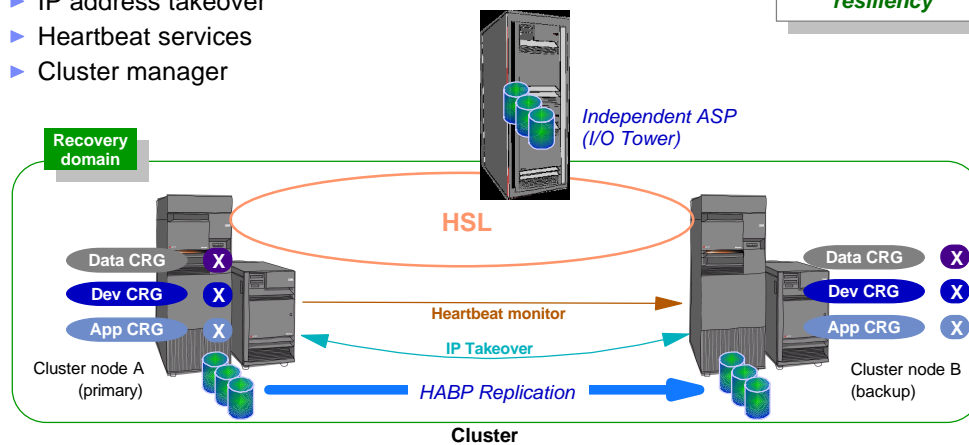 ► IP address takeover
► Heartbeat services
► Cluster manager
resiliency
Independent ASP
(I/O Tower)
Recovery
domain
HSL
Data CRG X
Dev CRG X
App CRG X
Data CRG X
Dev CRG X
App CRG X
Heartbeat monitor
IP Takeover
Cluster node A
(primary)
HABP Replication
Cluster node B
(backup)
Cluster